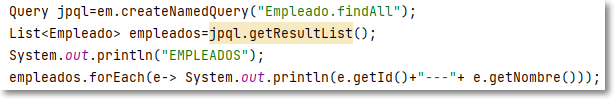 Query jpql=em.createNamedQuery("Empleado.findAll");
List<Empleado> empleados=jpql.getResultList();
System.out.println("EMPLEADOS");
empleados.forEach(e-> System.out.println(e.getId()+"---"+ e.getNombre()));